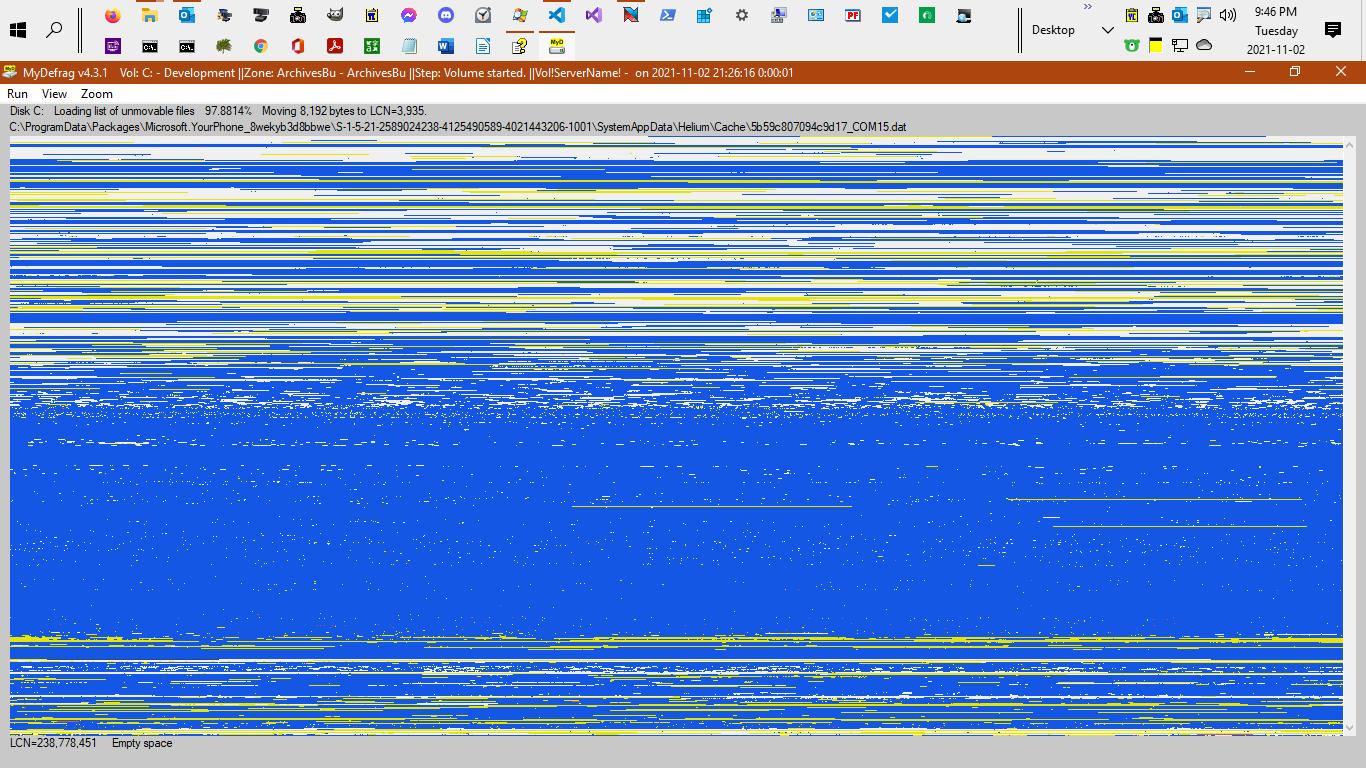 »
9:46 PM
Desktop
Tuesday
2021-11-02
MyDefrag v4.3.1 Vol: C: - Development ||Zone: ArchivesBu - ArchivesBu ||Step: Volume started. ||Vol!ServerName! - on 2021-11-02 21:26:16 0:00:01
Run View Zoom
Disk C: Loading list of unmovable files 97.8814% Moving 8,192 bytes to LCN=3,935.
C:\ProgramData\Packages\Microsoft.YourPhone_8wekyb3d8bbwe\S-1-5-21-2589024238-4125490589-4021443206-1001\SystemAppData\Helium\Cache\5b59c807094c9d17_COM15.dat
LCN=238,778,451 Empty space